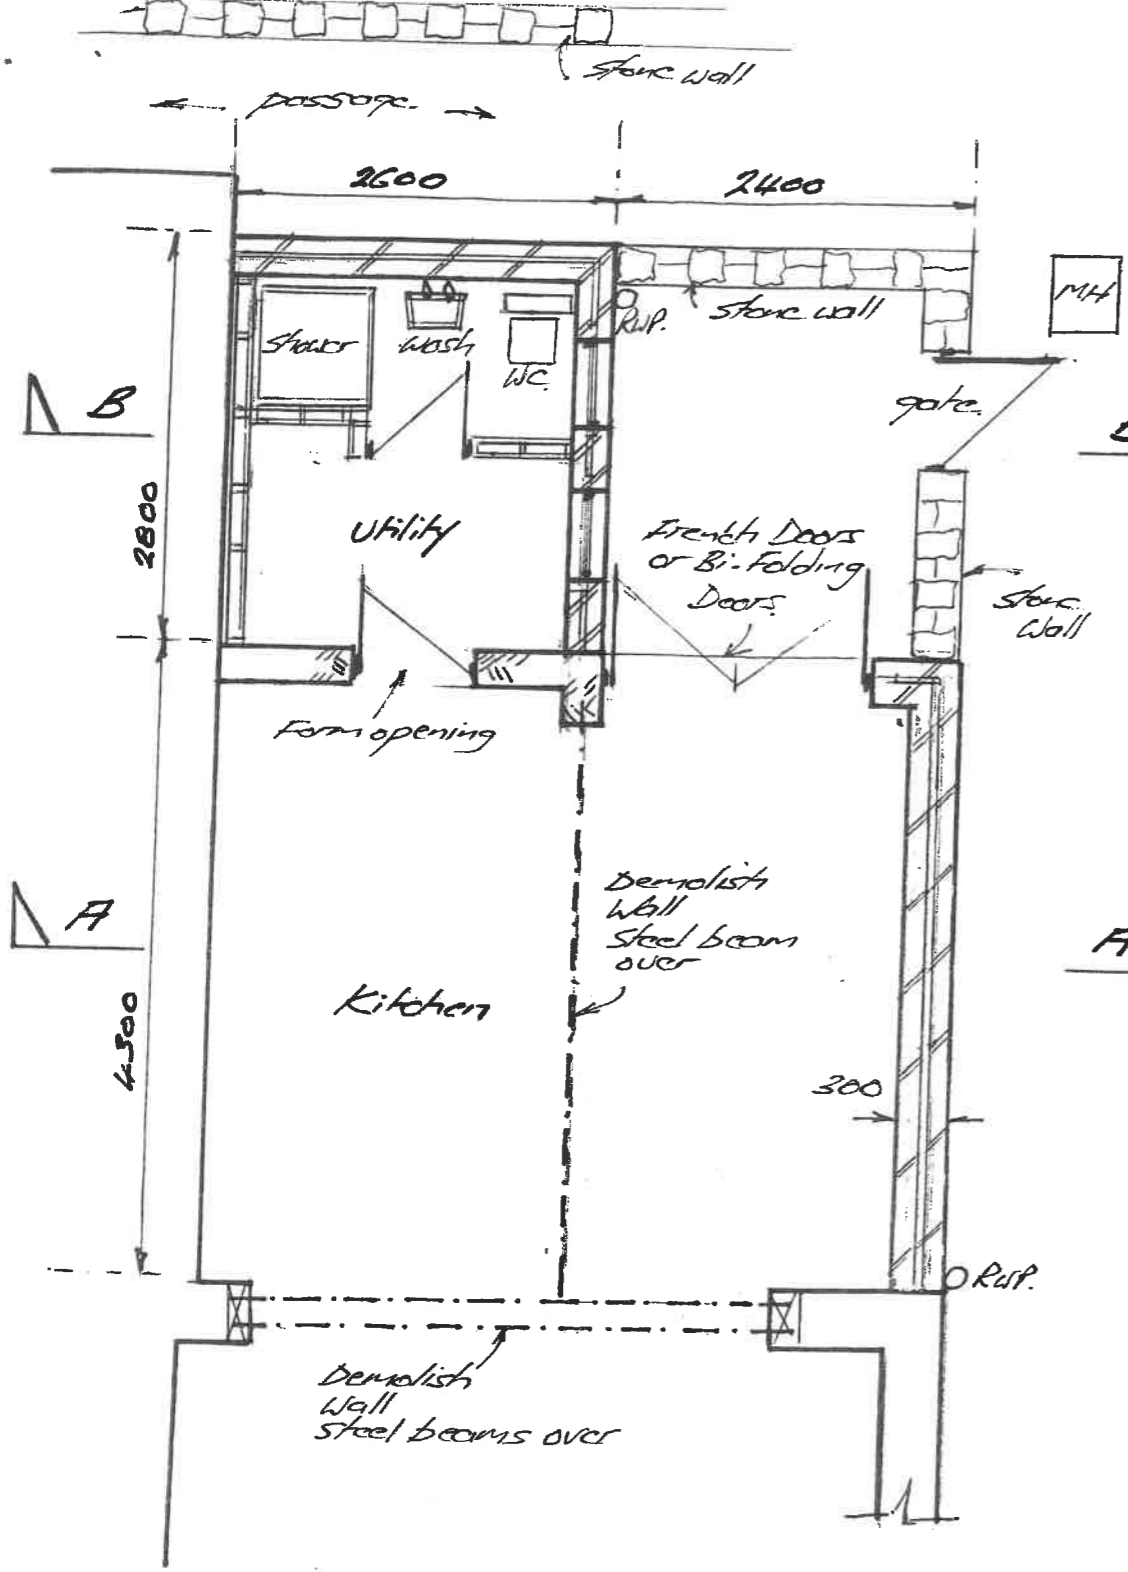 stone wall
passage.
2600
2400
MH
stone wall
RWP.
Shower
Wash
WC.
B
gate.
2800
Utility
French Doors
or Bi-Folding
Doors.
stone
Wall
Form opening
Demolish
Wall
Steel beam
over
A
A
Kitchen
4300
300
RWP.
Demolish
Wall
steel beams over